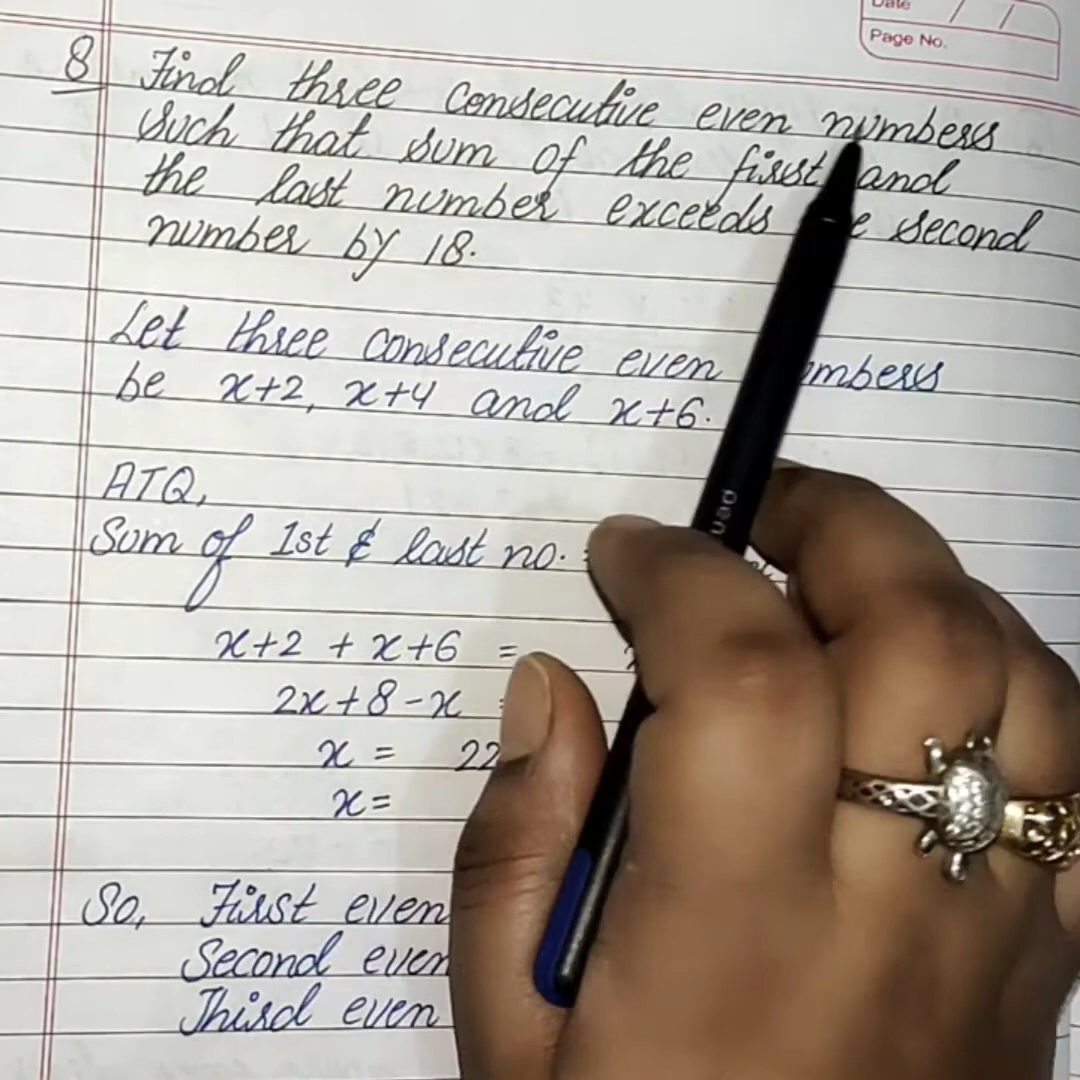 Date / /
Page No.
8 Find three consecutive even numbers
Such that sum of the first and
the last number exceeds second
number by 18.
Let three consecutive even
be x+2, x+4 and x+6.
ATQ,
Sum of 1st & last no.
x+2 + x+6 =
2x+8-x
x = 22
x=
So, First even
Second even
Third even